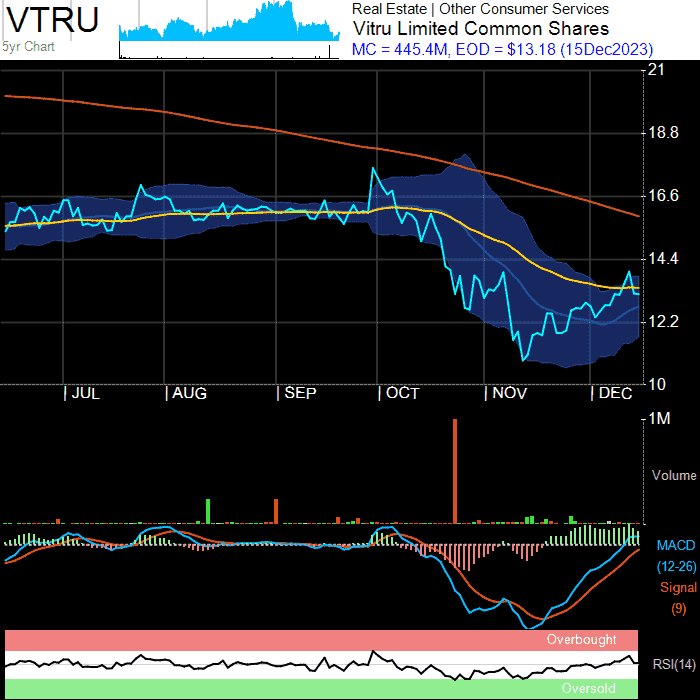 VTRU
5yr Chart
Real Estate | Other Consumer Services
Vitru Limited Common Shares
MC = 445.4M, EOD = $13.18 (15Dec2023)
21
18.8
16.6
14.4
12.2
10
| JUL | AUG | SEP | OCT | NOV | DEC
1M
Volume
MACD
(12-26)
Signal
(9)
Overbought
RSI(14)
Oversold